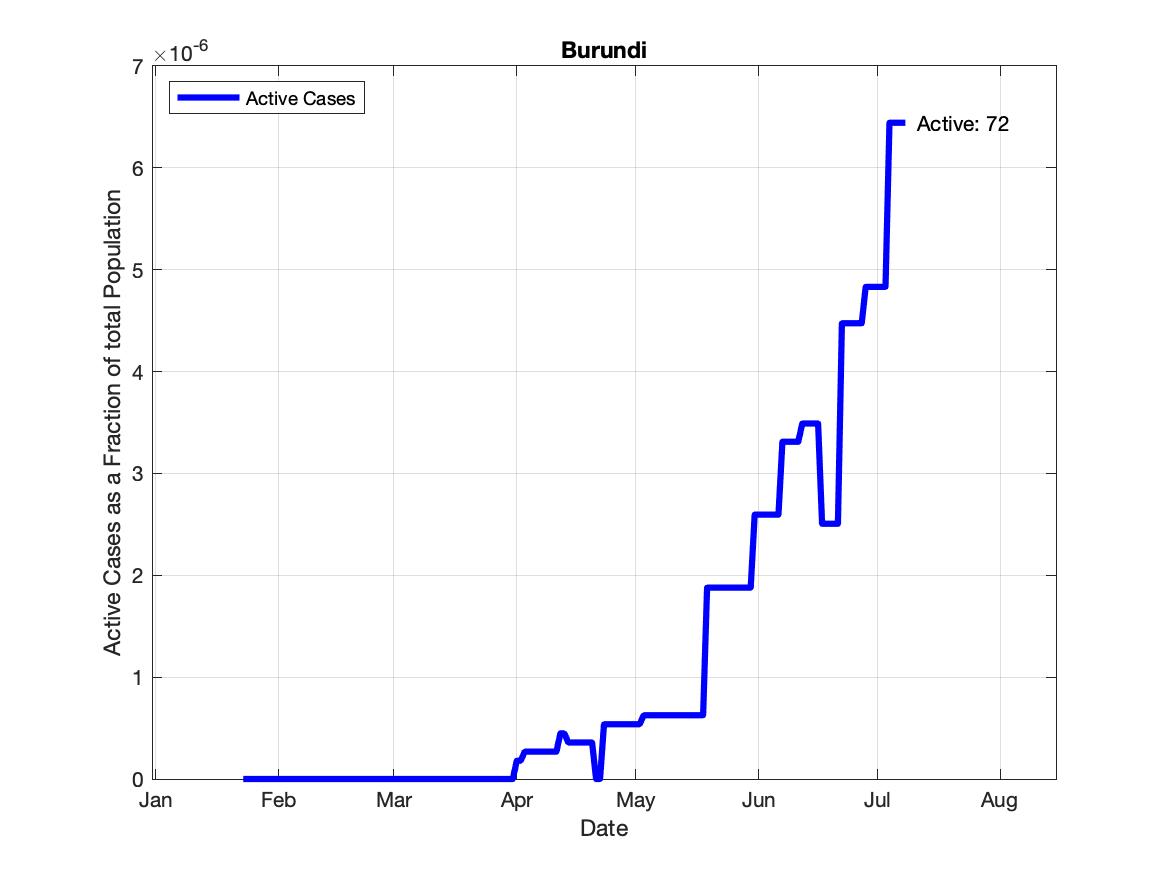 Burundi
×10-6
Active Cases
Active: 72
7
6
5
4
3
2
1
0
Active Cases as a Fraction of total Population
Jan Feb Mar Apr May Jun Jul Aug
Date